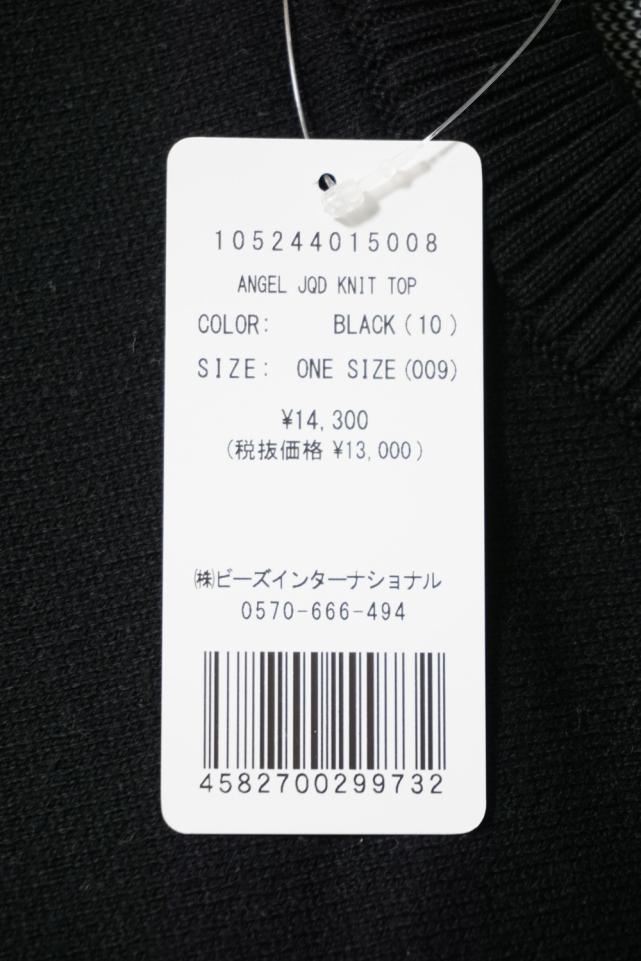 105244015008
ANGEL JQD KNIT TOP
COLOR: BLACK(10)
SIZE: ONE SIZE(009)
¥14,300
(税抜価格 ¥13,000)
㈱ビーズインターナショナル
0570-666-494
4582700299732